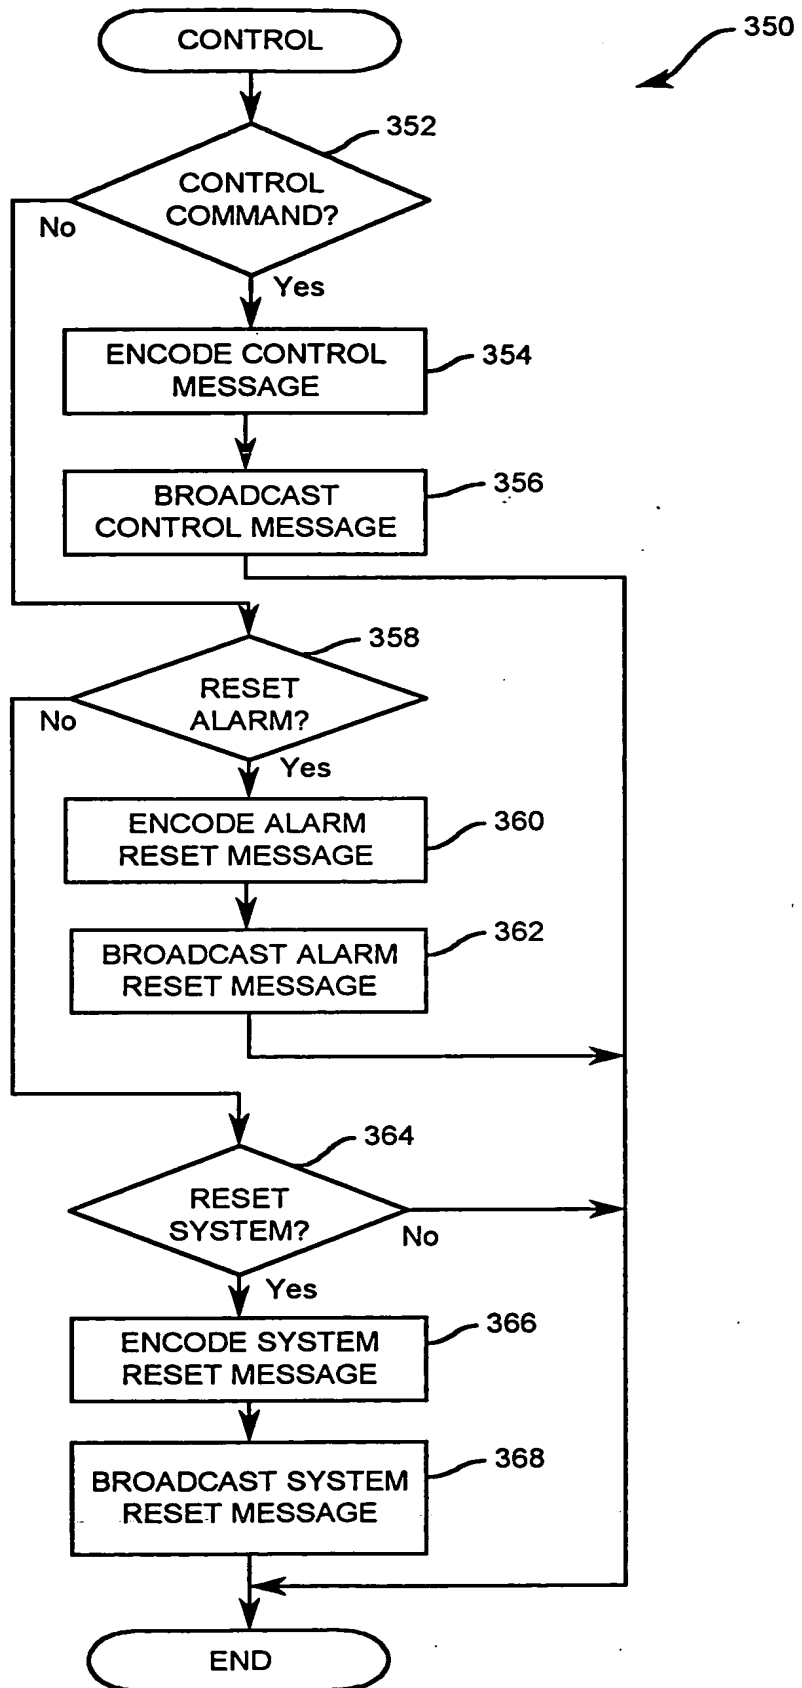 CONTROL
350
352
CONTROL
COMMAND?
No
Yes
ENCODE CONTROL
MESSAGE
354
BROADCAST
CONTROL MESSAGE
356
358
RESET
ALARM?
No
Yes
ENCODE ALARM
RESET MESSAGE
360
BROADCAST ALARM
RESET MESSAGE
362
364
RESET
SYSTEM?
No
Yes
ENCODE SYSTEM
RESET MESSAGE
366
BROADCAST SYSTEM
RESET MESSAGE
368
END